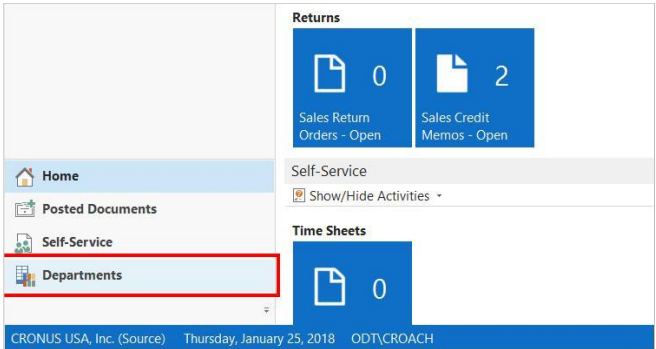 Returns
0
2
Sales Return
Orders - Open
Sales Credit
Memos - Open
Home
Posted Documents
Self-Service
Departments
Self-Service
Show/Hide Activities
Time Sheets
0
CRONUS USA, Inc. (Source) Thursday, January 25, 2018 ODT\CROACH